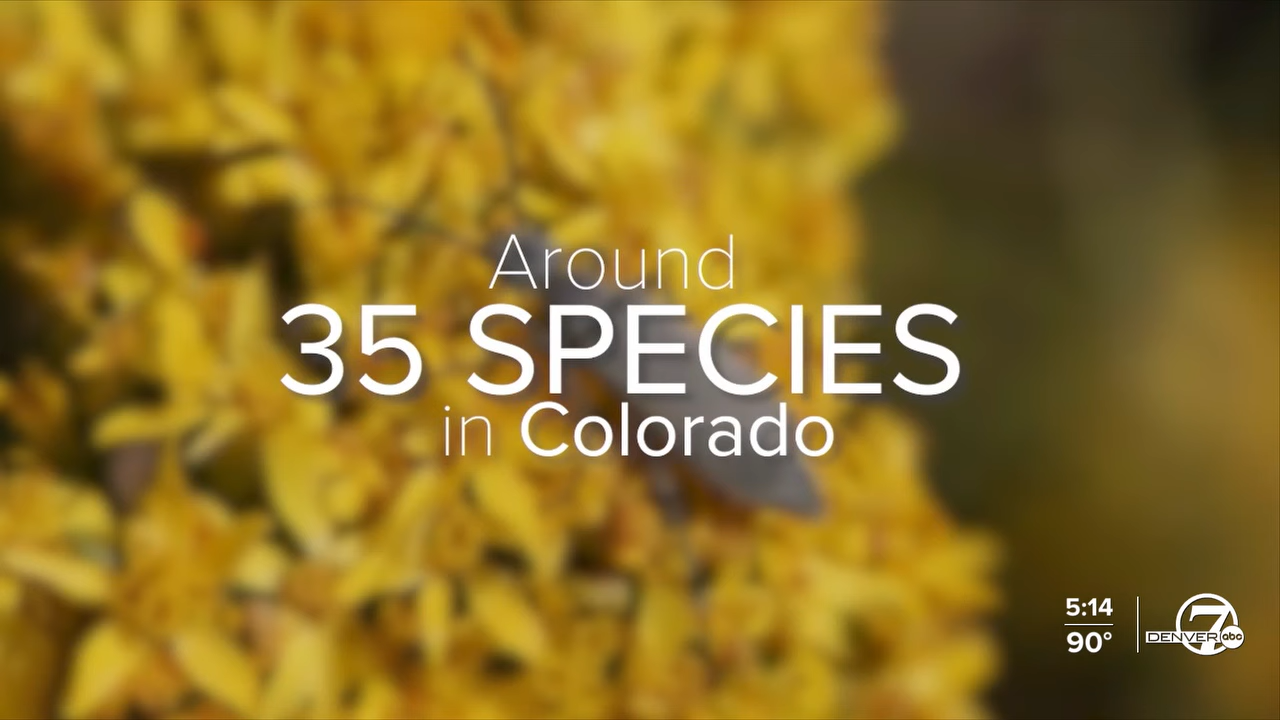 Around
35 SPECIES
in Colorado
5:14
90°
DENVER 7 abc